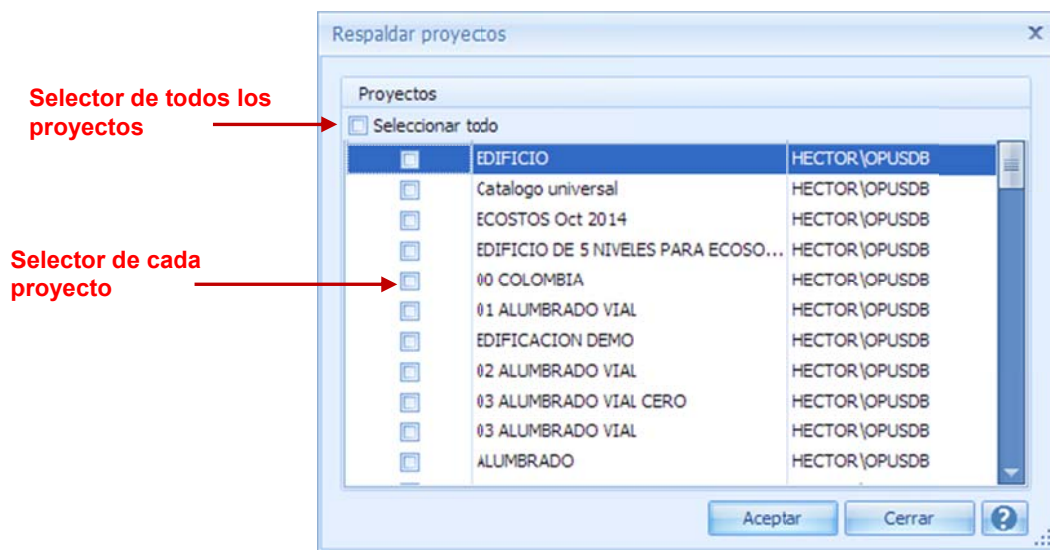 Respaldar proyectos
Proyectos
Selector de todos los
proyectos
Seleccionar todo
EDIFICIO HECTOR\OPUSDB
Catalogo universal HECTOR\OPUSDB
ECOSTOS Oct 2014 HECTOR\OPUSDB
EDIFICIO DE 5 NIVELES PARA ECOSO... HECTOR\OPUSDB
Selector de cada
proyecto
00 COLOMBIA HECTOR\OPUSDB
01 ALUMBRADO VIAL HECTOR\OPUSDB
EDIFICACION DEMO HECTOR\OPUSDB
02 ALUMBRADO VIAL HECTOR\OPUSDB
03 ALUMBRADO VIAL CERO HECTOR\OPUSDB
03 ALUMBRADO VIAL HECTOR\OPUSDB
ALUMBRADO HECTOR\OPUSDB
Aceptar Cerrar ?